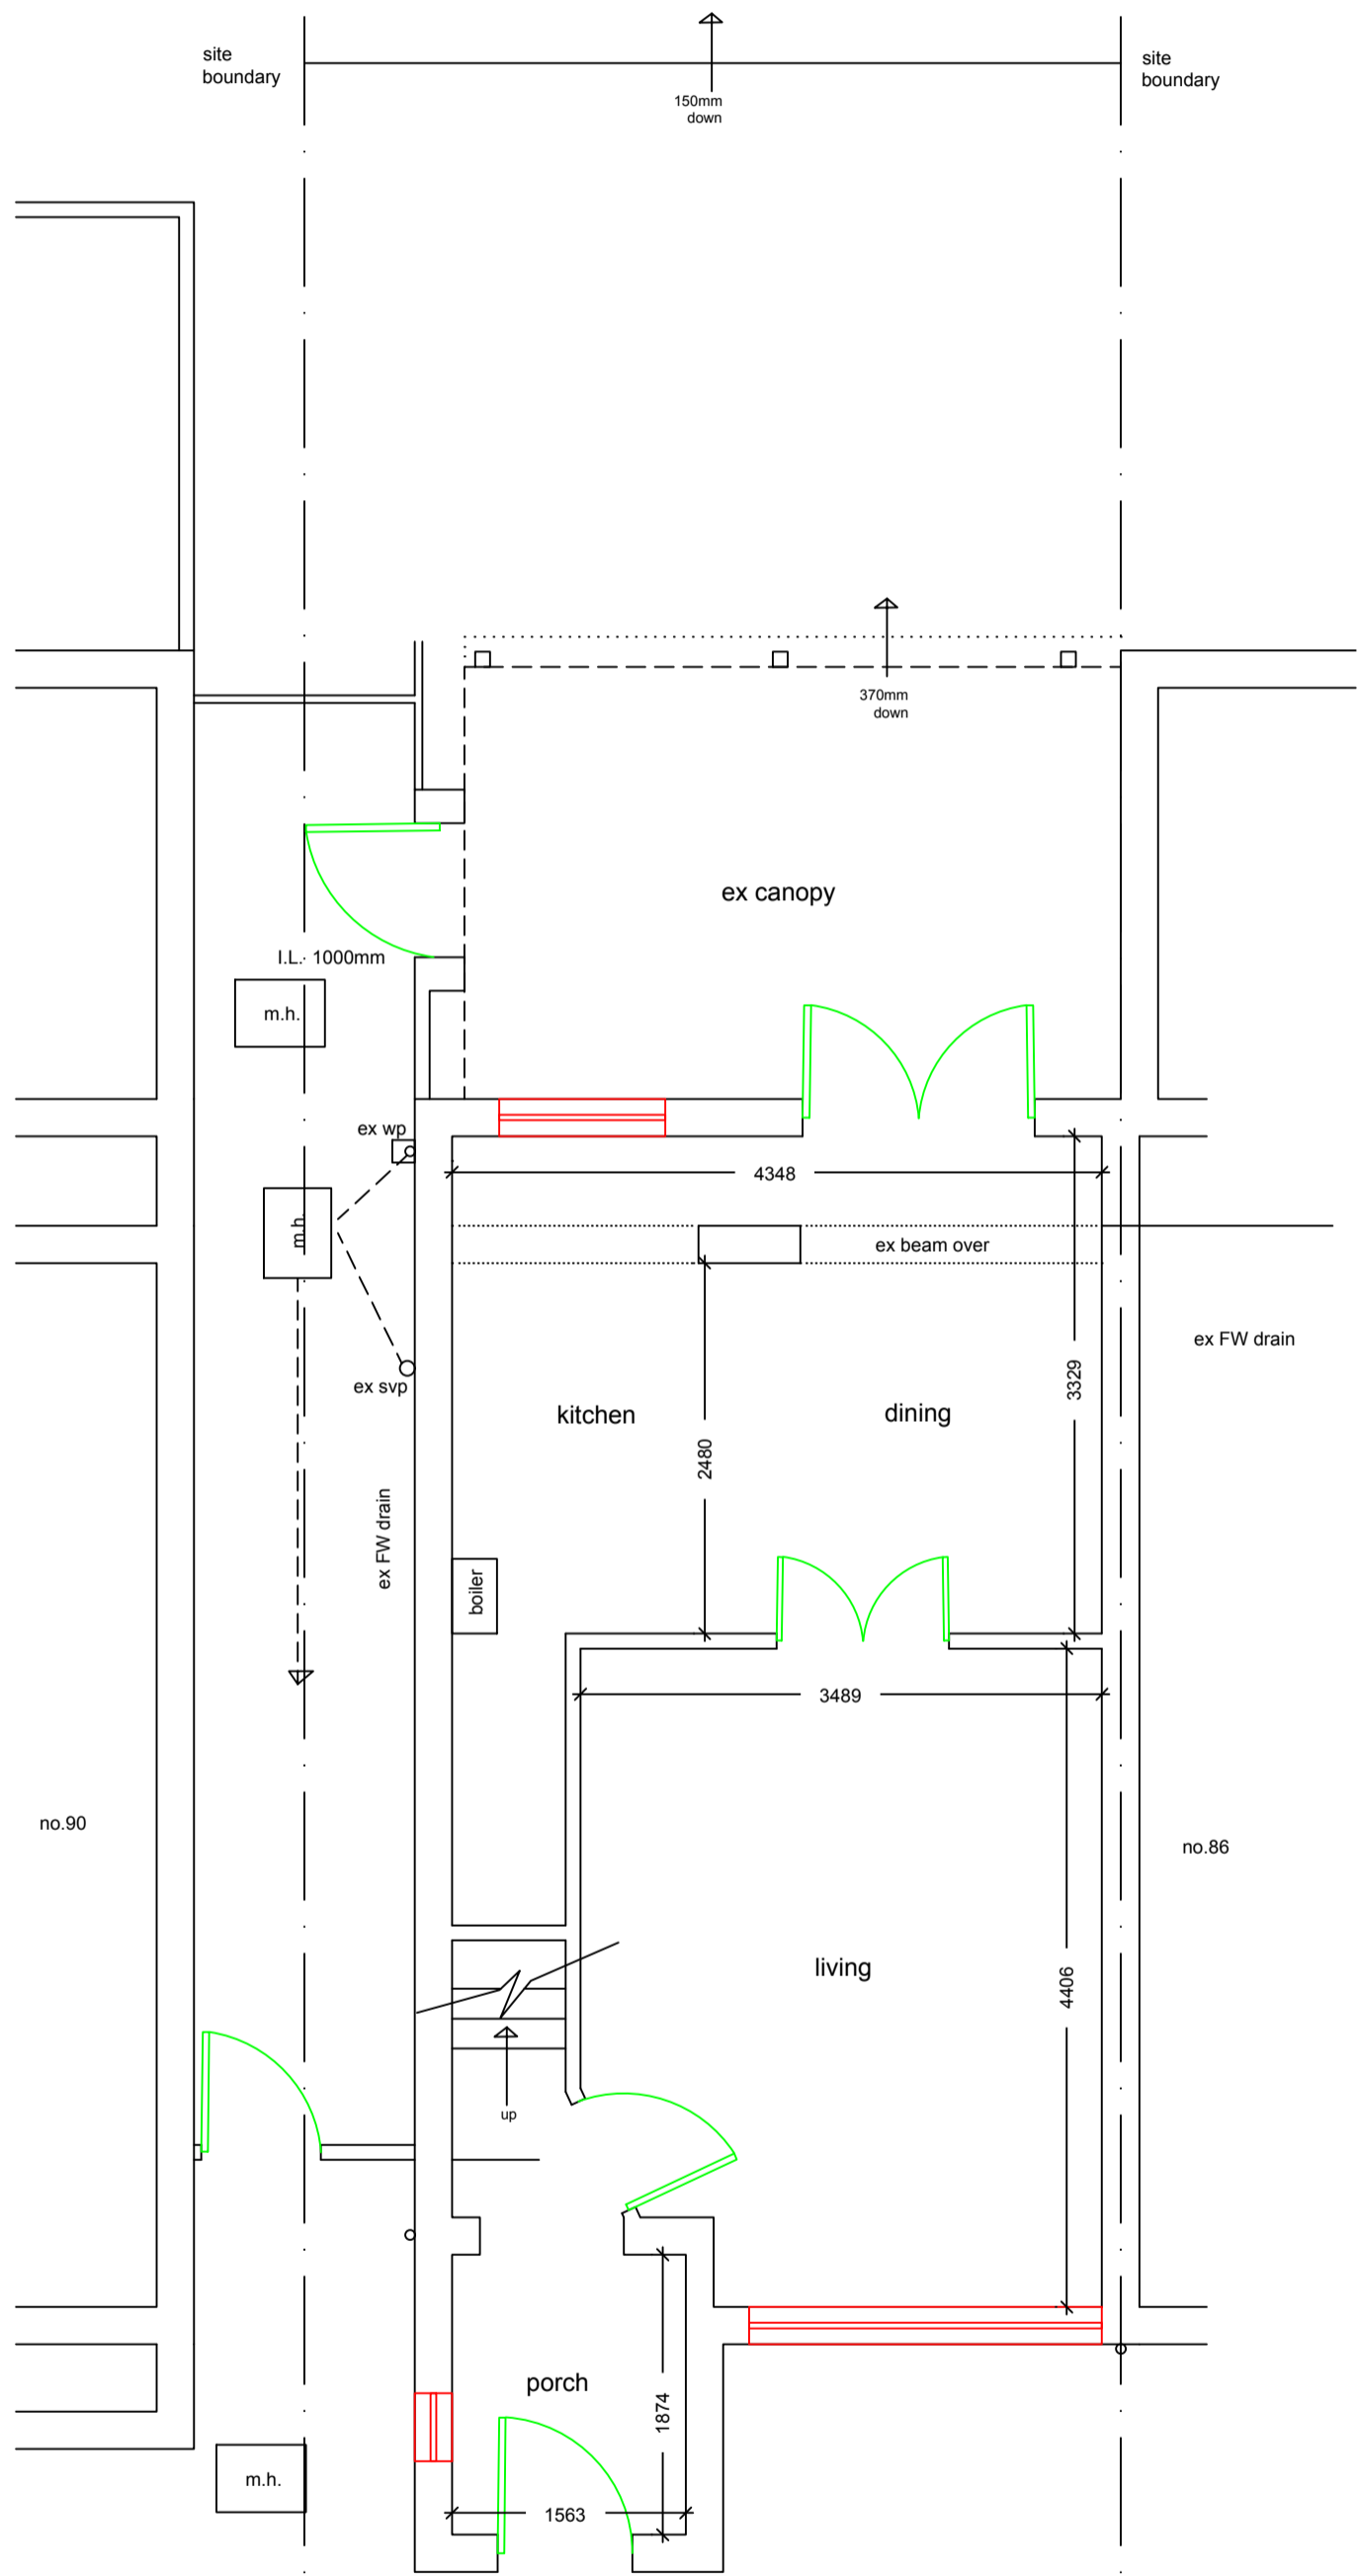 site
boundary
site
boundary
150mm
down
370mm
down
ex canopy
I.L.: 1000mm
m.h.
ex wp
4348
m.h.
ex beam over
ex FW drain
3329
ex svp
kitchen
dining
2480
ex FW drain
boiler
3489
no.90
no.86
living
4406
up
porch
1874
m.h.
1563